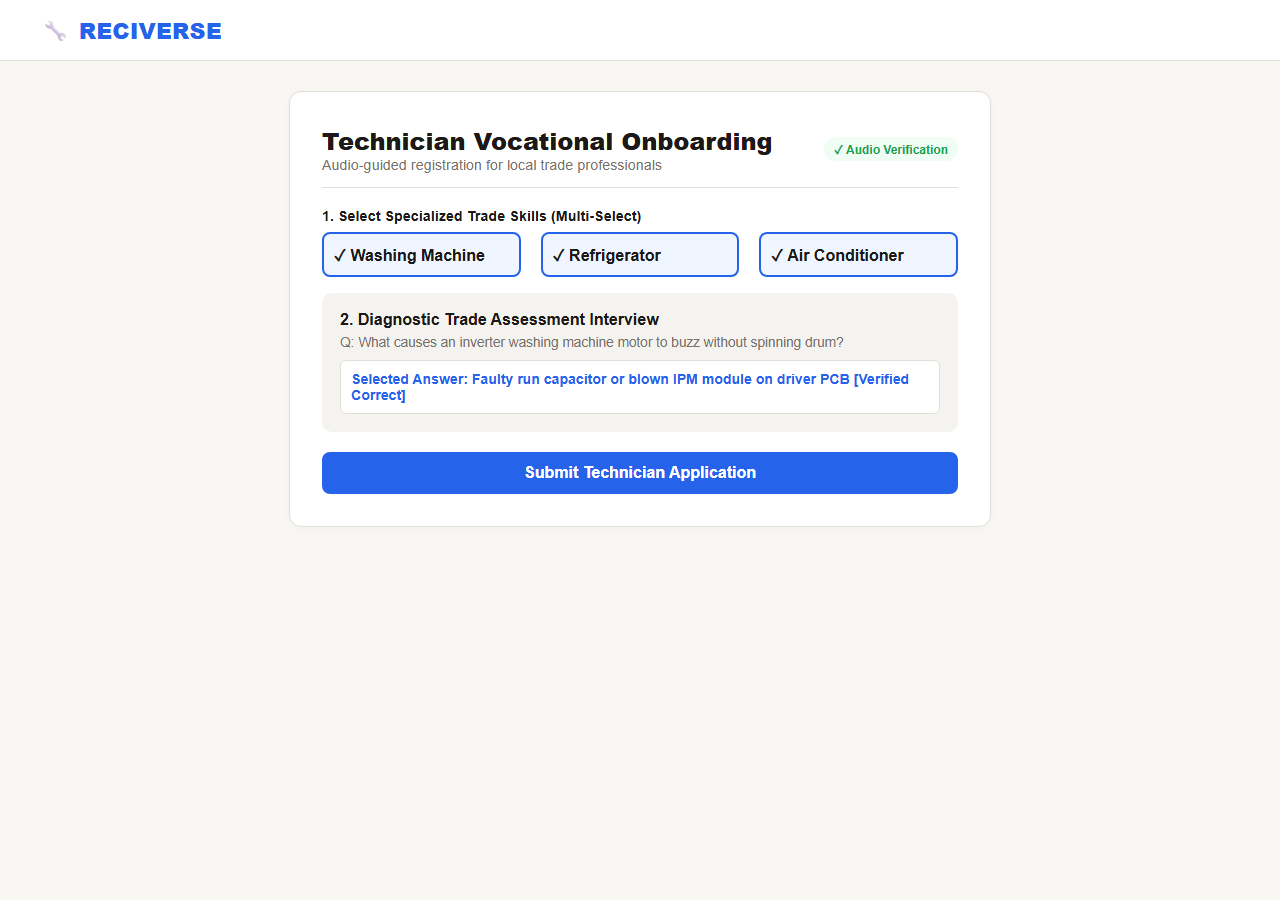 RECIVERSE
Technician Vocational Onboarding
Audio-guided registration for local trade professionals
✓ Audio Verification
1. Select Specialized Trade Skills (Multi-Select)
✓ Washing Machine
✓ Refrigerator
✓ Air Conditioner
2. Diagnostic Trade Assessment Interview
Q: What causes an inverter washing machine motor to buzz without spinning drum?
Selected Answer: Faulty run capacitor or blown IPM module on driver PCB [Verified
Correct]
Submit Technician Application